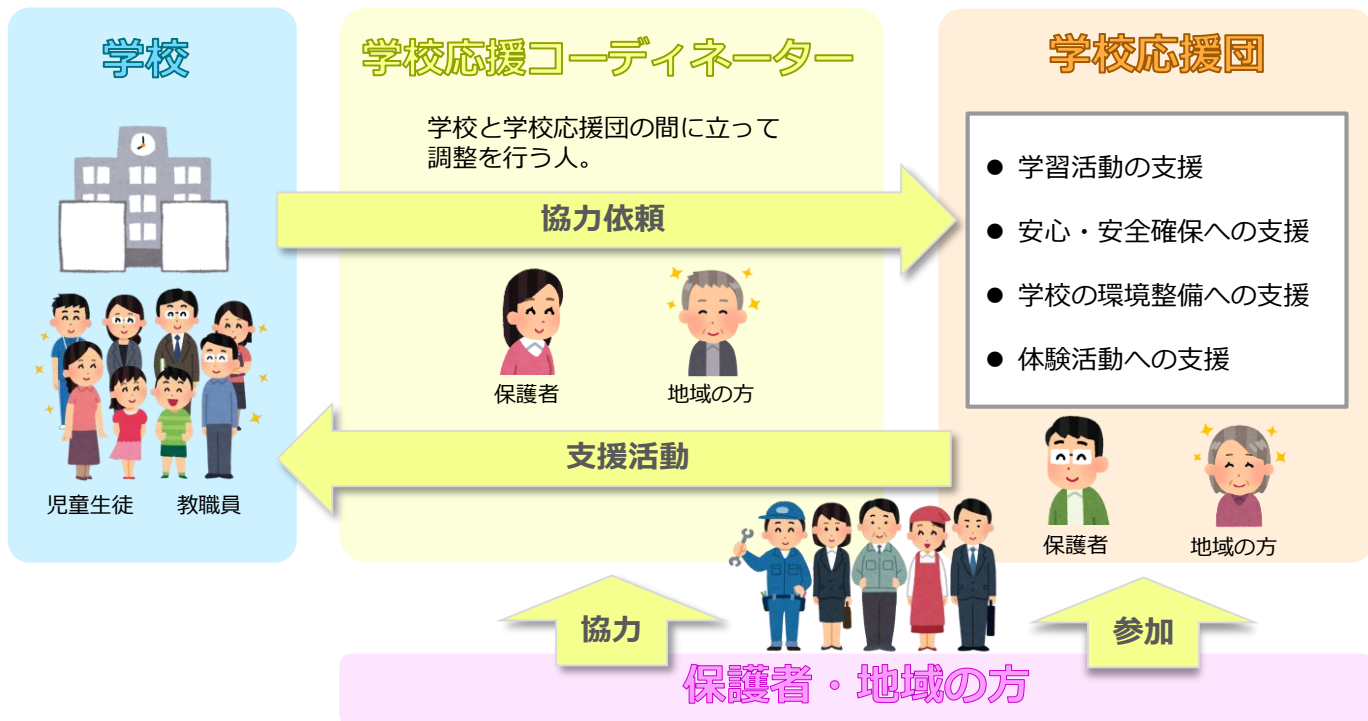 学校
児童生徒
教職員
学校応援コーディネーター
学校と学校応援団の間に立って
調整を行う人。
協力依頼
保護者
地域の方
支援活動
学校応援団
● 学習活動の支援
● 安心・安全確保への支援
● 学校の環境整備への支援
● 体験活動への支援
保護者
地域の方
協力
参加
保護者・地域の方